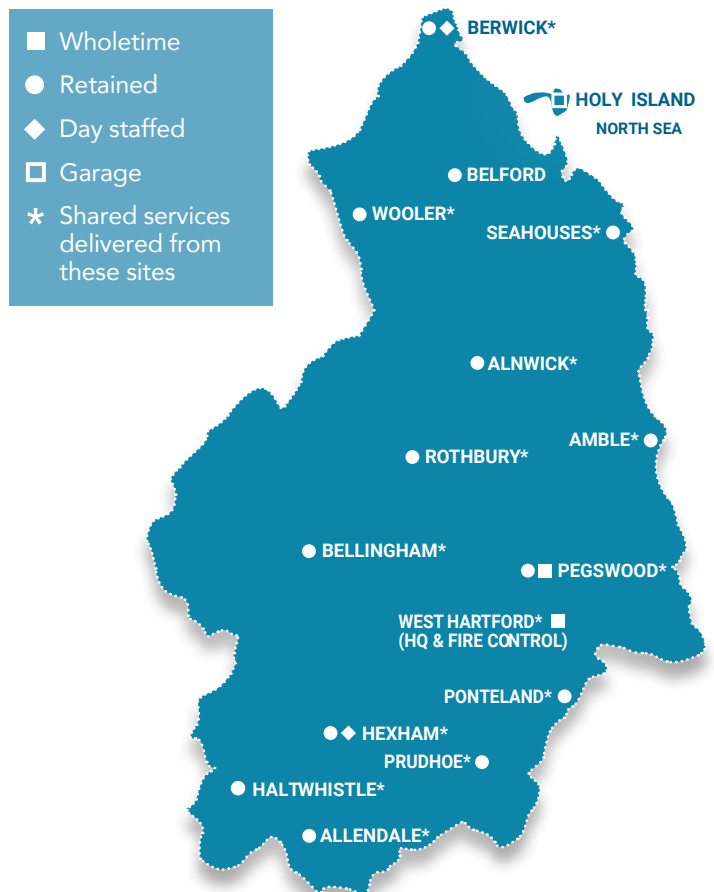 Wholetime
Retained
Day staffed
Garage
* Shared services
delivered from
these sites
BERWICK*
HOLY ISLAND
NORTH SEA
BELFORD
WOOLER*
SEAHOUSES*
ALNWICK*
AMBLE*
ROTHBURY*
BELLINGHAM*
PEGSWOOD*
WEST HARTFORD*
(HQ & FIRE CONTROL)
PONTELAND*
HEXHAM*
PRUDHOE*
HALTWHISTLE*
ALLENDALE*